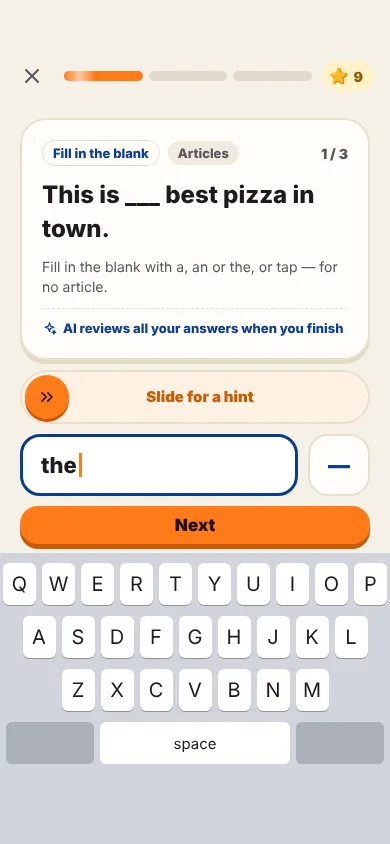 9
Fill in the blank
Articles
1 / 3
This is ___ best pizza in
town.
Fill in the blank with a, an or the, or tap — for
no article.
AI reviews all your answers when you finish
Slide for a hint
the
—
Next
Q W E R T Y U I O P
A S D F G H J K L
Z X C V B N M
space